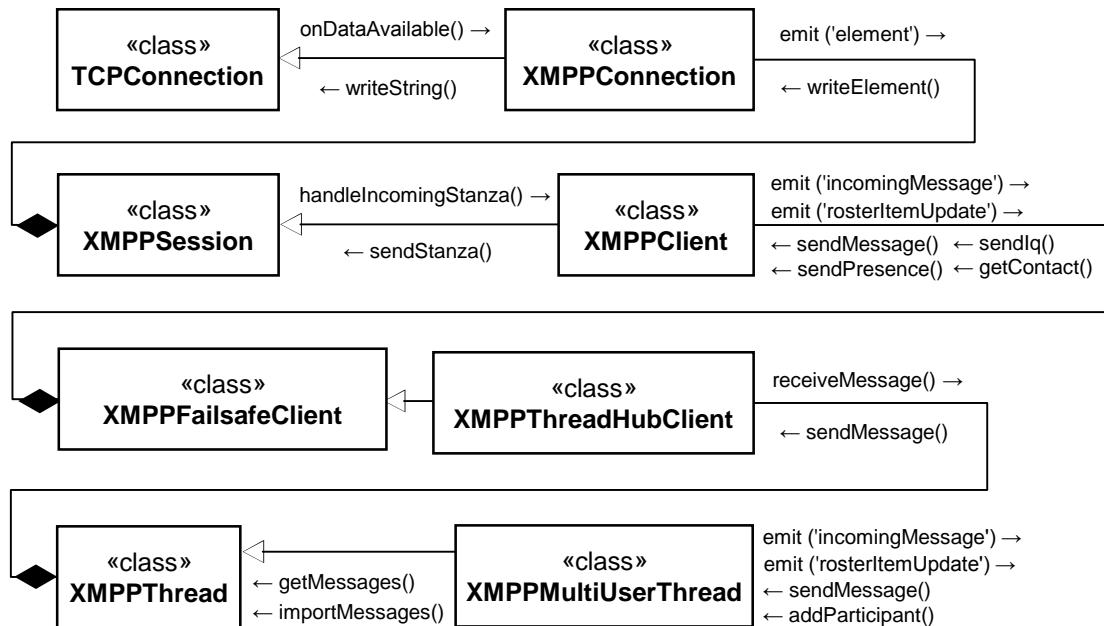 «class»
TCPConnection
onDataAvailable() →
← writeString()
«class»
XMPPConnection
emit ('element') →
← writeElement()
«class»
XMPPSession
handleIncomingStanza() →
← sendStanza()
«class»
XMPPClient
emit ('incomingMessage') →
emit ('rosterItemUpdate') →
← sendMessage() ← sendIq()
← sendPresence() ← getContact()
«class»
XMPPFailsafeClient
«class»
XMPPThreadHubClient
receiveMessage() →
← sendMessage()
«class»
XMPPThread
← getMessages()
← importMessages()
«class»
XMPPMultiUserThread
emit ('incomingMessage') →
emit ('rosterItemUpdate') →
← sendMessage()
← addParticipant()